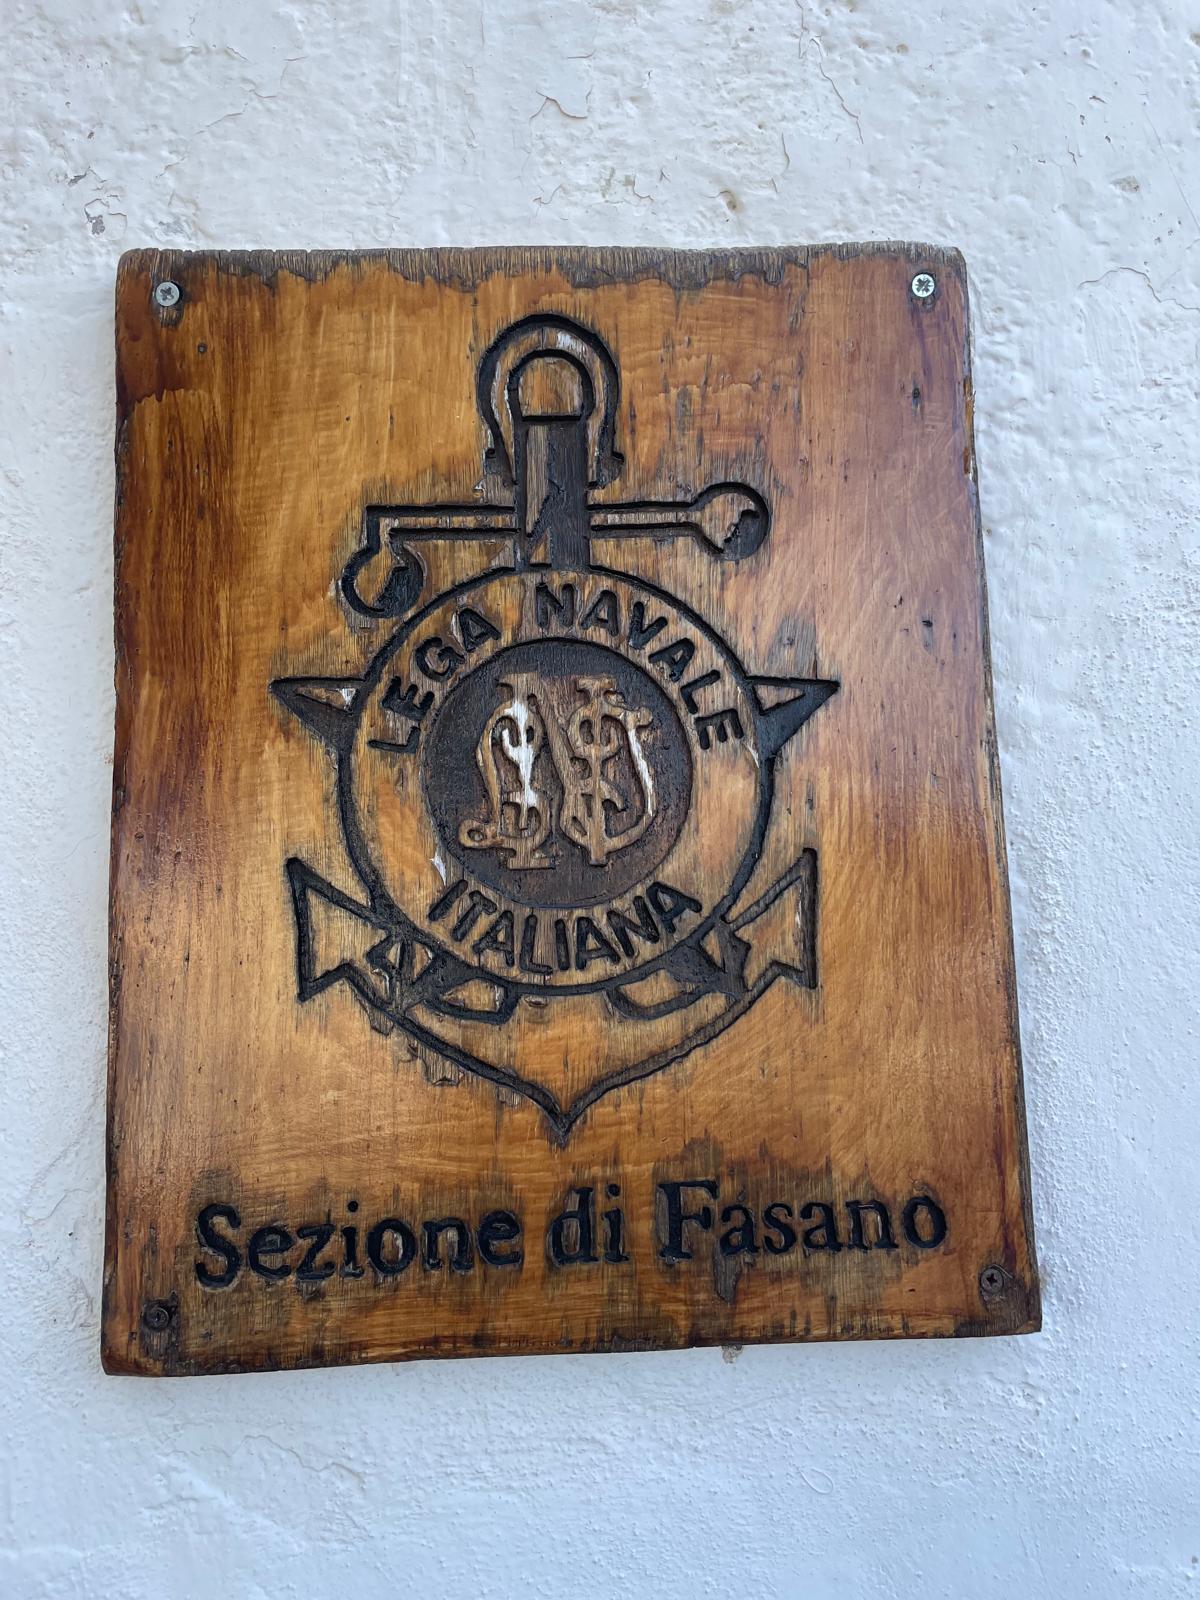 LEGA NAVALE
ITALIANA
Sezione di Fasano